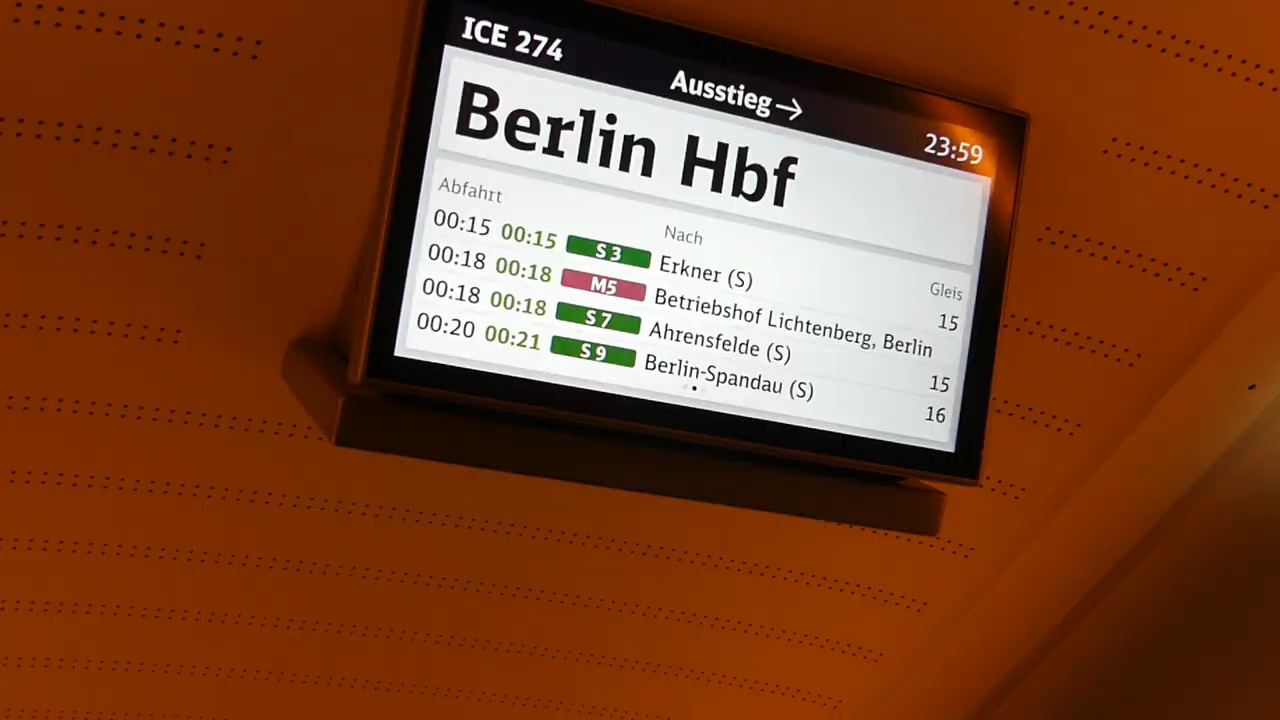 ICE 274 Ausstieg → 23:59
Berlin Hbf
Abfahrt Nach Gleis
00:15 00:15 S 3 Erkner (S) 15
00:18 00:18 M5 Betriebshof Lichtenberg, Berlin
00:18 00:18 S 7 Ahrensfelde (S) 15
00:20 00:21 S 9 Berlin-Spandau (S) 16